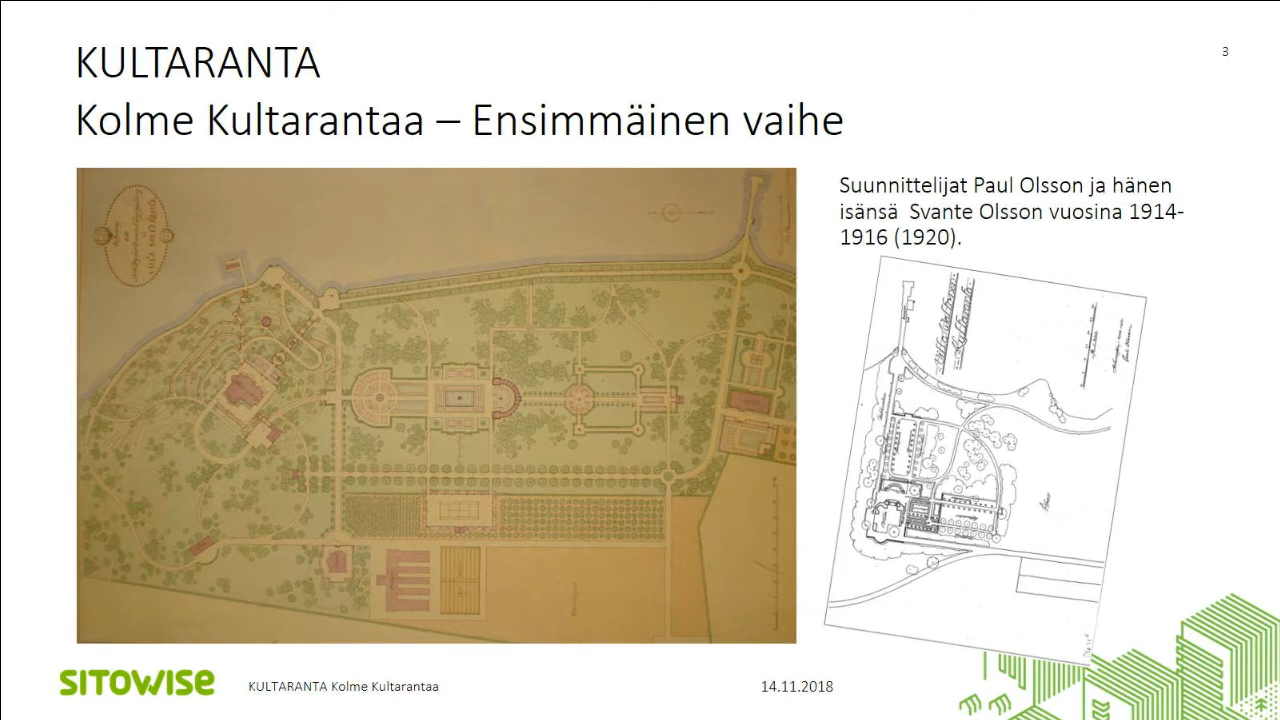 KULTARANTA
3
Kolme Kultarantaa – Ensimmäinen vaihe
Suunnittelijat Paul Olsson ja hänen
isänsä Svante Olsson vuosina 1914-
1916 (1920).
SITOWISE
KULTARANTA Kolme Kultarantaa
14.11.2018